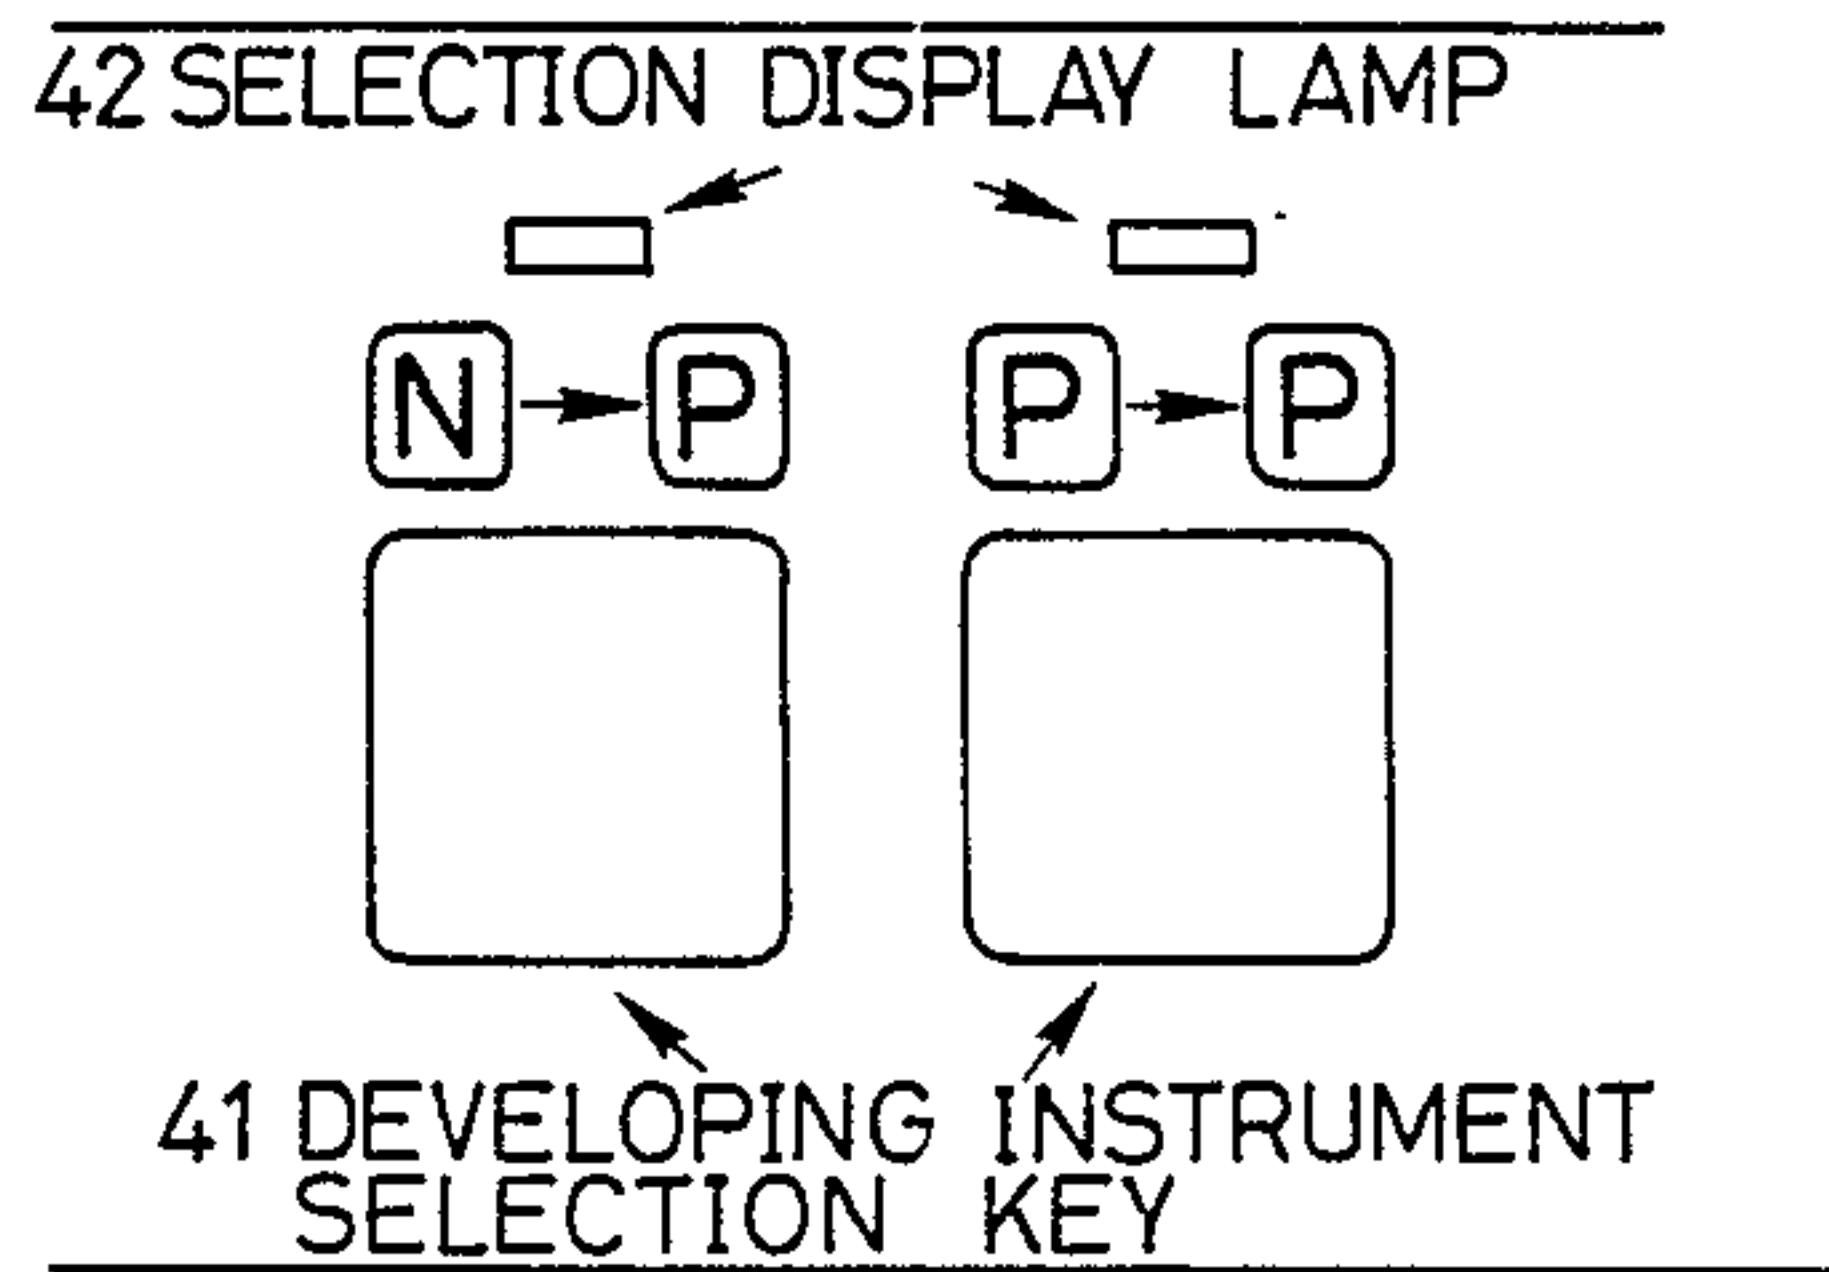 42 SELECTION DISPLAY LAMP
N → P P → P
41 DEVELOPING INSTRUMENT
SELECTION KEY